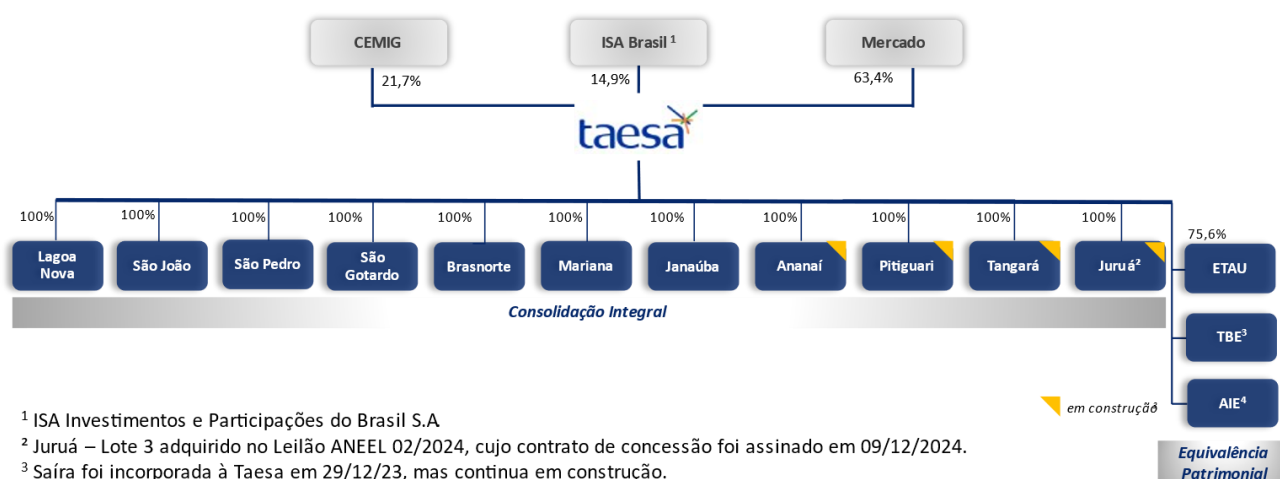 CEMIG
ISA Brasil ¹
Mercado
21,7%
14,9%
63,4%
taesa
100% 100% 100% 100% 100% 100% 100% 100% 100% 100% 100%
75,6%
Lagoa Nova
São João
São Pedro
São Gotardo
Brasnorte
Mariana
Janaúba
Ananaí
Pitiguari
Tangará
Juruá²
ETAU
Consolidação Integral
TBE³
AIE⁴
em construção³
¹ ISA Investimentos e Participações do Brasil S.A.
² Juruá – Lote 3 adquirido no Leilão ANEEL 02/2024, cujo contrato de concessão foi assinado em 09/12/2024.
³ Saíra foi incorporada à Taesa em 29/12/23, mas continua em construção.
Equivalência
Patrimonial